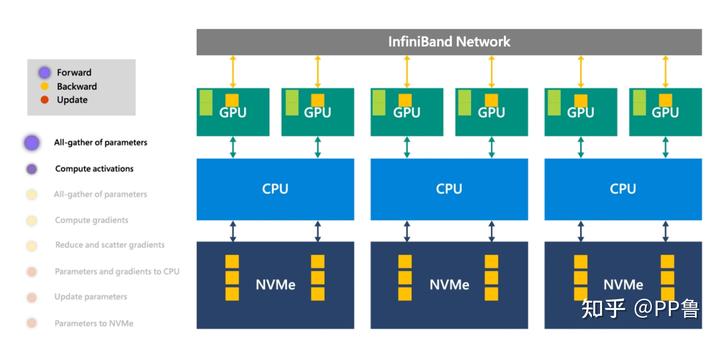 InfiniBand Network
Forward
Backward
Update
GPU GPU GPU GPU GPU GPU
All-gather of parameters
Compute activations
All-gather of parameters
Compute gradients
Reduce and scatter gradients
Parameters and gradients to CPU
Update parameters
Parameters to NVMe
CPU CPU CPU
NVMe NVMe NVMe
知乎 @PP鲁